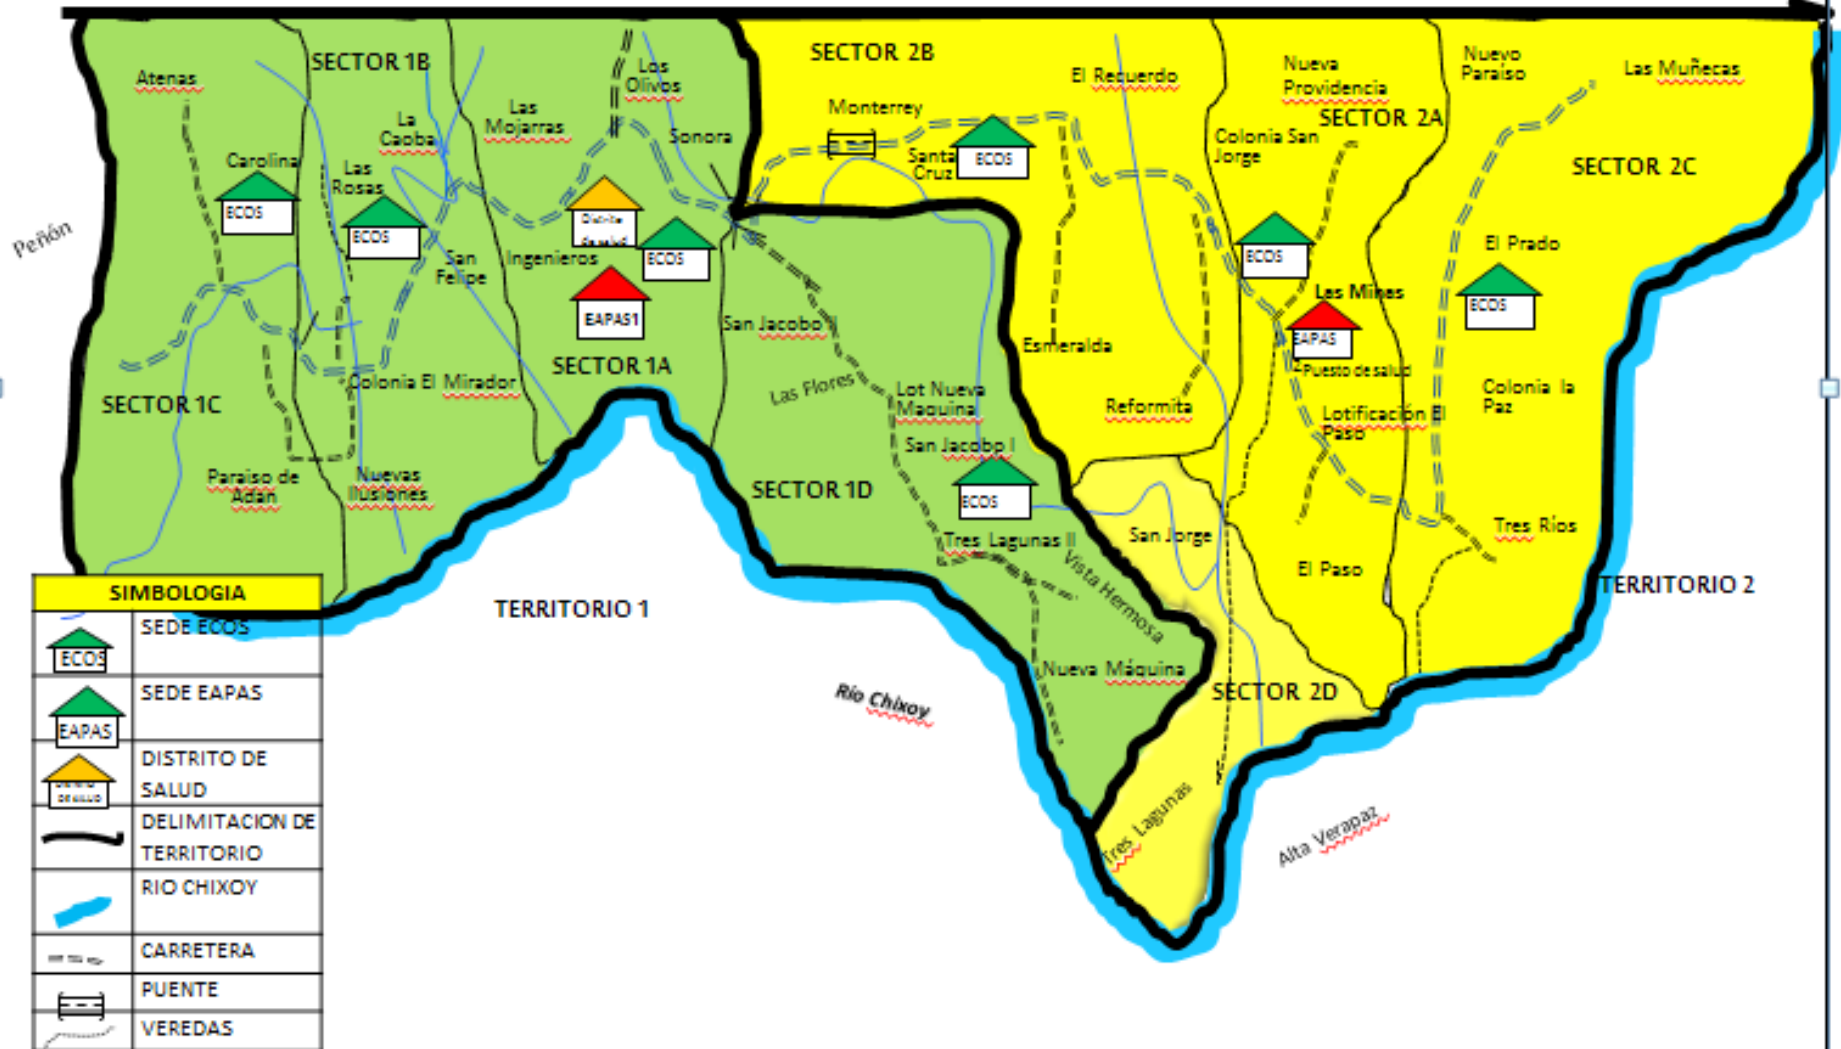 SECTOR 2B
SECTOR 1B
Atenas
Los
Olivos
El Recuerdo
Nueva
Providencia
Nuevo
Paraíso
Las Muñecas
La
Caoba
Las
Mojarras
Sonora
Monterrey
SECTOR 2A
Colonia San
Jorge
Carolina
Las
Rosas
Santa
Cruz
ECOS
SECTOR 2C
ECOS
ECOS
Distrito
de salud
Peñón
San
Felipe
Ingenieros
ECOS
ECOS
El Prado
EAPAS1
San Jacobo I
Las Minas
ECOS
EAPAS
Esmeralda
Puesto de salud
SECTOR 1A
Colonia El Mirador
SECTOR 1C
Las Flores
Lot Nueva
Maquina
Reformita
Lotificación El
Paso
Colonia la
Paz
San Jacobo I
Paraiso de
Adán
Nuevas
Ilusiones
SECTOR 1D
ECOS
Tres Lagunas II
San Jorge
Tres Ríos
El Paso
Vista Hermosa
TERRITORIO 1
TERRITORIO 2
Nueva Máquina
SECTOR 2D
Río Chixoy
Tres Lagunas
Alta Verapaz
SIMBOLOGIA
SEDE ECOS
ECOS
SEDE EAPAS
EAPAS
DISTRITO DE
SALUD
DELIMITACION DE
TERRITORIO
RIO CHIXOY
CARRETERA
PUENTE
VEREDAS